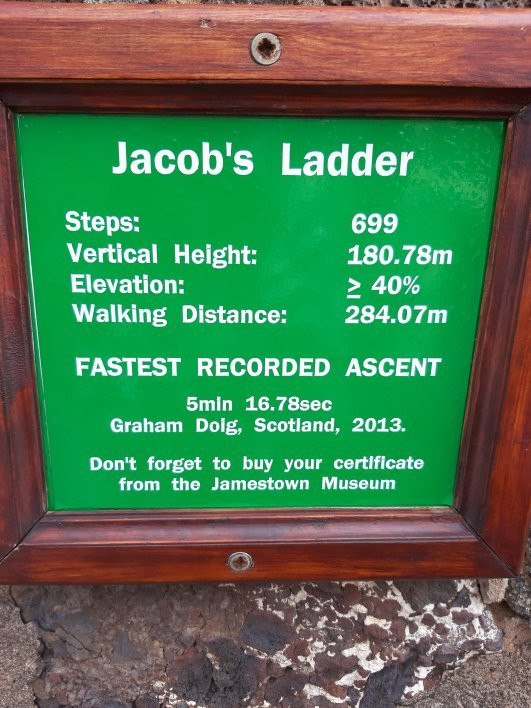 Jacob's Ladder
Steps: 699
Vertical Height: 180.78m
Elevation: ≥ 40%
Walking Distance: 284.07m
FASTEST RECORDED ASCENT
5min 16.78sec
Graham Doig, Scotland, 2013.
Don't forget to buy your certificate
from the Jamestown Museum